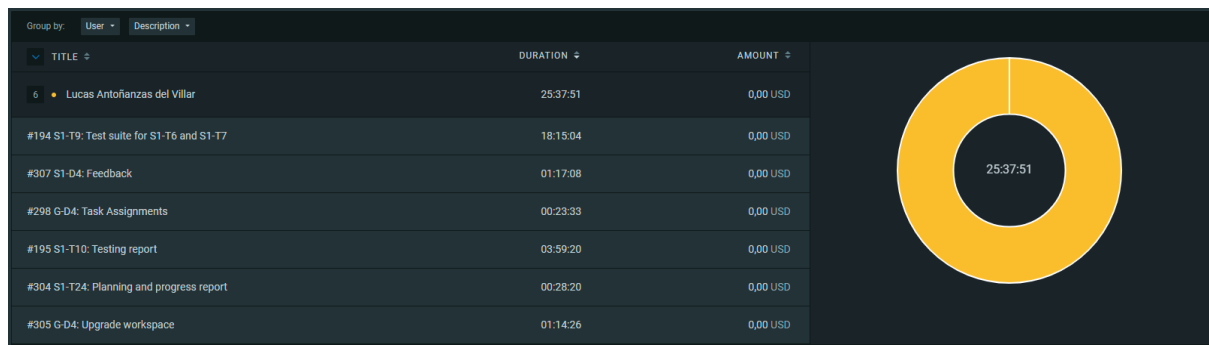 Group by: User Description
TITLE DURATION AMOUNT
6 Lucas Antoñanzas del Villar 25:37:51 0,00 USD
#194 S1-T9: Test suite for S1-T6 and S1-T7 18:15:04 0,00 USD
#307 S1-D4: Feedback 01:17:08 0,00 USD
#298 G-D4: Task Assignments 00:23:33 0,00 USD
#195 S1-T10: Testing report 03:59:20 0,00 USD
#304 S1-T24: Planning and progress report 00:28:20 0,00 USD
#305 G-D4: Upgrade workspace 01:14:26 0,00 USD
25:37:51